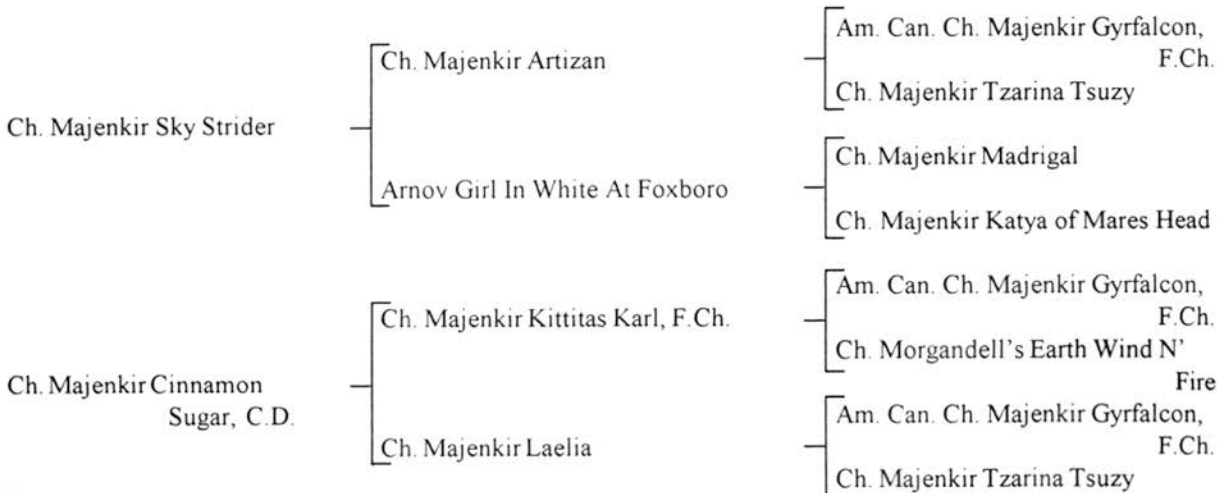 Am. Can. Ch. Majenkir Gyrfalcon,
F.Ch.
Ch. Majenkir Artizan
Ch. Majenkir Tzarina Tsuzy
Ch. Majenkir Sky Strider
Ch. Majenkir Madrigal
Arnov Girl In White At Foxboro
Ch. Majenkir Katya of Mares Head
Am. Can. Ch. Majenkir Gyrfalcon,
F.Ch.
Ch. Majenkir Kittitas Karl, F.Ch.
Ch. Morgandell's Earth Wind N'
Fire
Ch. Majenkir Cinnamon
Sugar, C.D.
Am. Can. Ch. Majenkir Gyrfalcon,
F.Ch.
Ch. Majenkir Laelia
Ch. Majenkir Tzarina Tsuzy